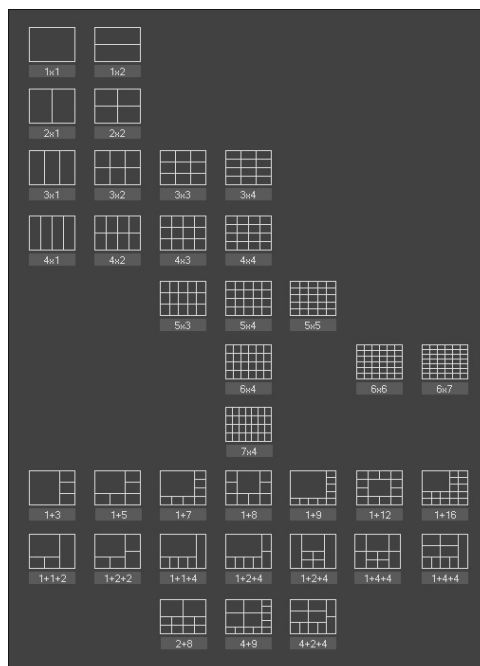 1x1 1x2
2x1 2x2
3x1 3x2 3x3 3x4
4x1 4x2 4x3 4x4
5x3 5x4 5x5
6x4 6x6 6x7
7x4
1+3 1+5 1+7 1+8 1+9 1+12 1+16
1+1+2 1+2+2 1+1+4 1+2+4 1+2+4 1+4+4 1+4+4
2+8 4+9 4+2+4